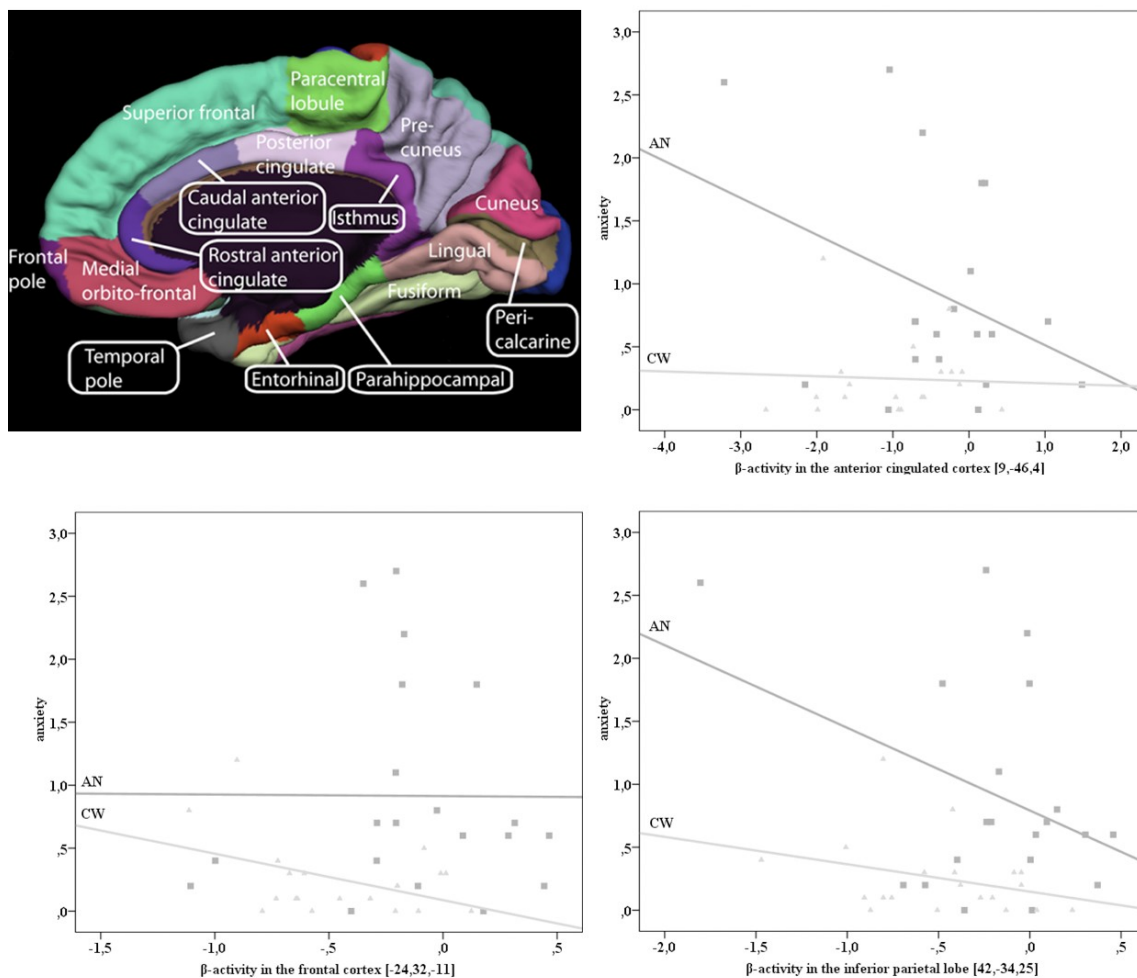 Superior frontal
Paracentral
lobule
Posterior
cingulate
Pre-
cuneus
Caudal anterior
cingulate
Isthmus
Cuneus
Frontal
pole
Medial
orbito-frontal
Rostral anterior
cingulate
Lingual
Fusiform
Peri-
calcarine
Temporal
pole
Entorhinal
Parahippocampal
3,0
2,5
2,0
1,5
1,0
,5
,0
anxiety
AN
CW
-4,0 -3,0 -2,0 -1,0 ,0 1,0 2,0
β-activity in the anterior cingulated cortex [9,-46,4]
3,0
2,5
2,0
1,5
1,0
,5
,0
anxiety
AN
CW
-1,5 -1,0 -,5 ,0 ,5
β-activity in the frontal cortex [-24,32,-11]
3,0
2,5
2,0
1,5
1,0
,5
,0
anxiety
AN
CW
-2,0 -1,5 -1,0 -,5 ,0 ,5
β-activity in the inferior parietal lobe [42,-34,25]